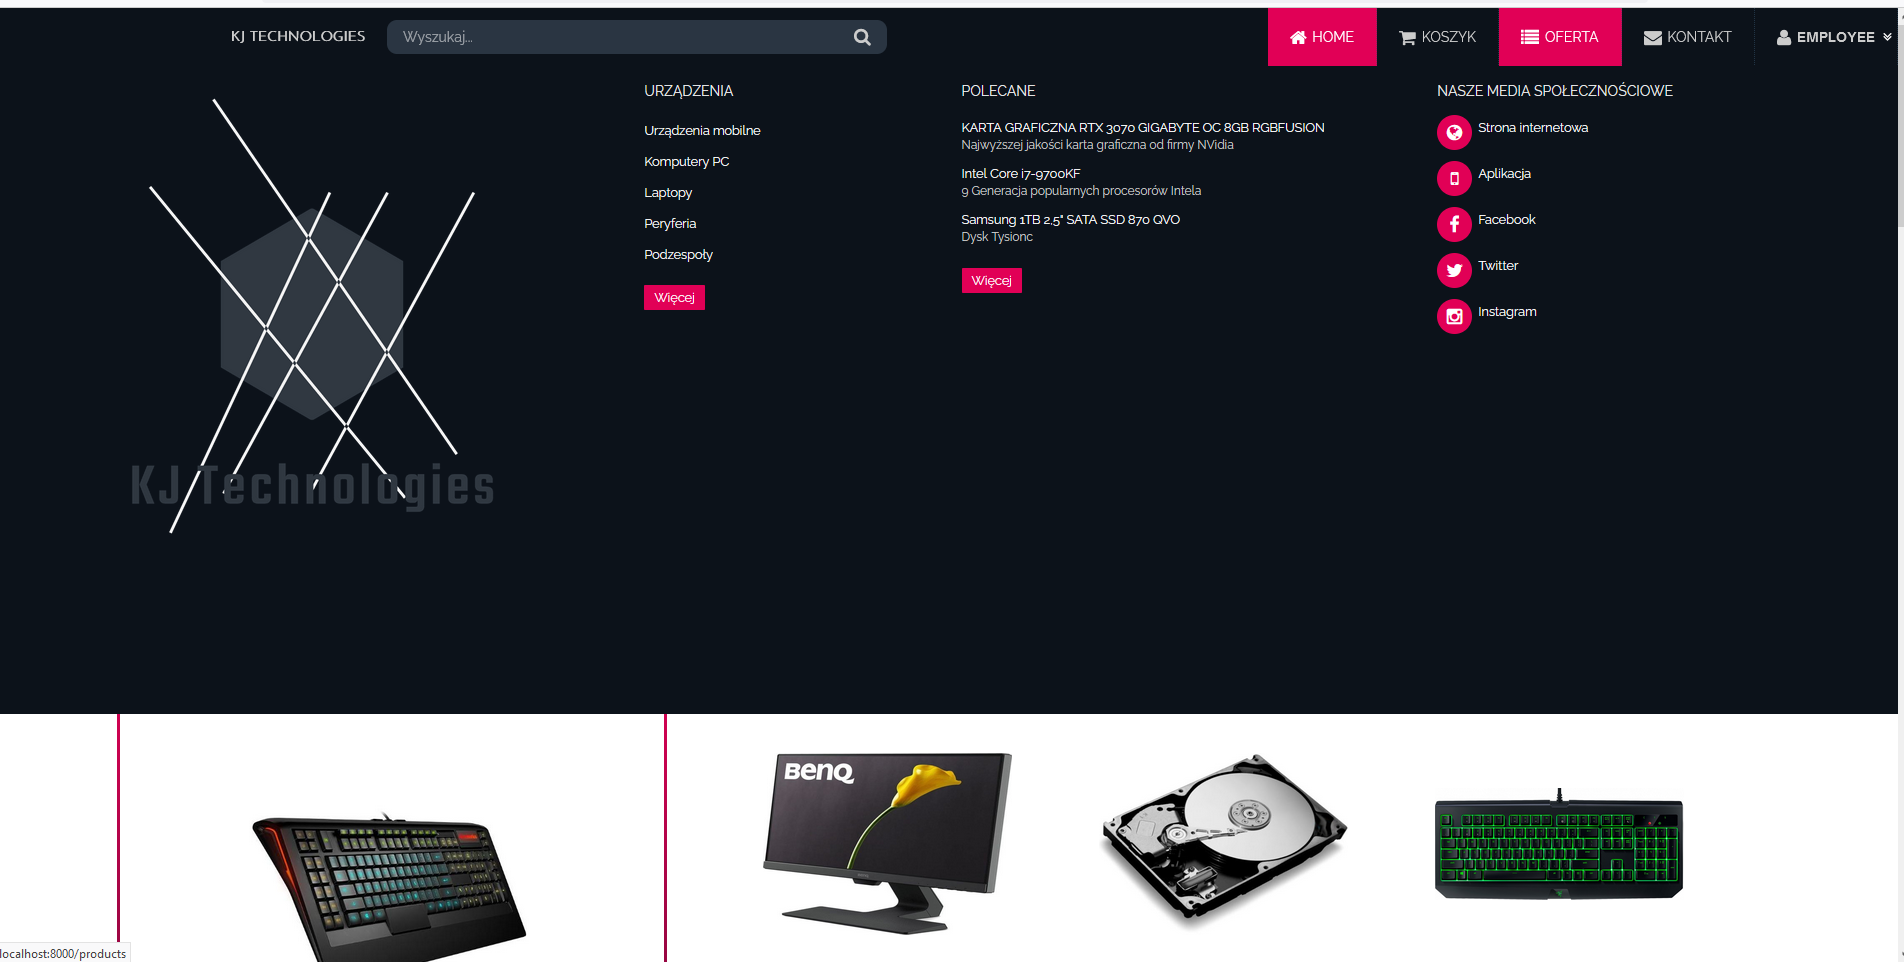 KJ TECHNOLOGIES
Wyszukaj...
HOME
KOSZYK
OFERTA
KONTAKT
EMPLOYEE
KJ Technologies
URZĄDZENIA
Urządzenia mobilne
Komputery PC
Laptopy
Peryferia
Podzespoły
Więcej
POLECANE
KARTA GRAFICZNA RTX 3070 GIGABYTE OC 8GB RGBFUSION
Najwyższej jakości karta graficzna od firmy NVidia
Intel Core i7-9700KF
9 Generacja popularnych procesorów Intela
Samsung 1TB 2,5" SATA SSD 870 QVO
Dysk Tysionc
Więcej
NASZE MEDIA SPOŁECZNOŚCIOWE
Strona internetowa
Aplikacja
Facebook
Twitter
Instagram
BenQ
localhost:8000/products